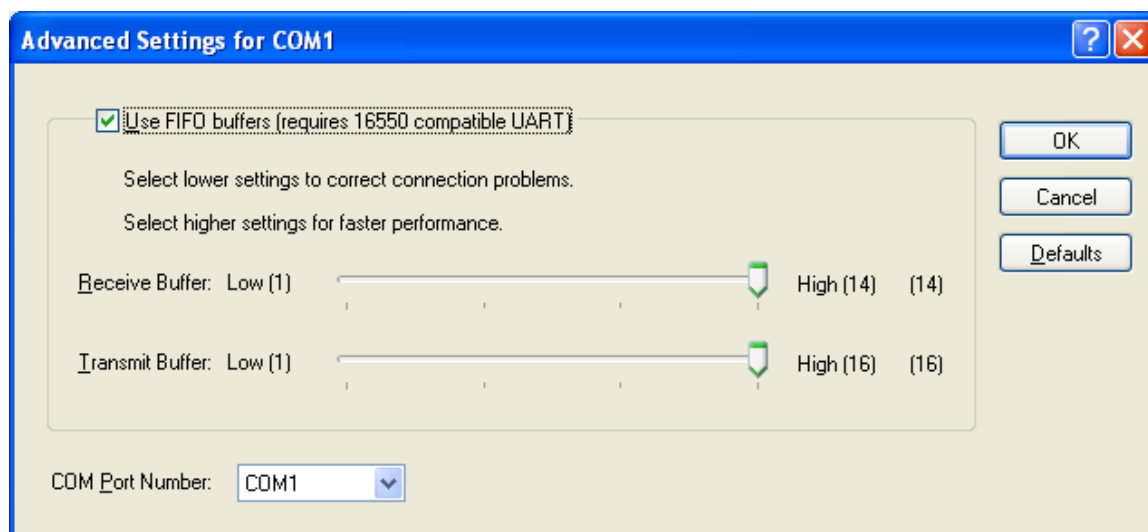 Advanced Settings for COM1
Use FIFO buffers (requires 16550 compatible UART)
OK
Select lower settings to correct connection problems.
Cancel
Select higher settings for faster performance.
Defaults
Receive Buffer: Low (1) High (14) (14)
Transmit Buffer: Low (1) High (16) (16)
COM Port Number: COM1